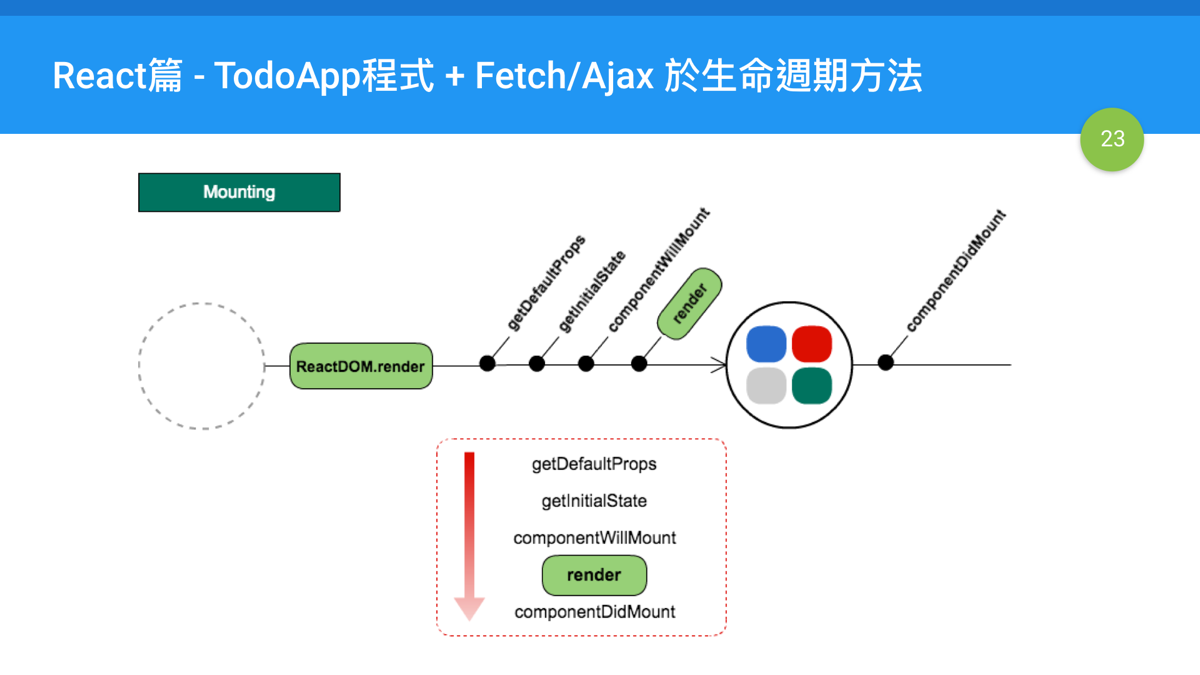 React篇 - TodoApp程式 + Fetch/Ajax 於生命週期方法
23
Mounting
ReactDOM.render
getDefaultProps
getInitialState
componentWillMount
render
componentDidMount
getDefaultProps
getInitialState
componentWillMount
render
componentDidMount